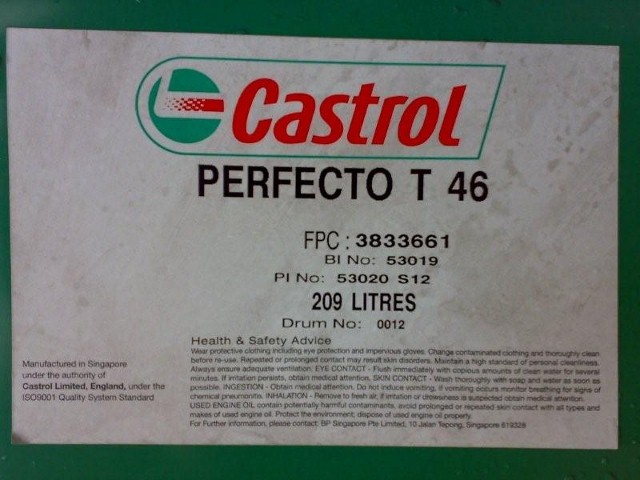 Castrol
PERFECTO T 46
FPC : 3833661
BI No: 53019
PI No: 53020 S12
209 LITRES
Drum No: 0012
Health & Safety Advice
Wear protective clothing including eye protection and impervious gloves. Change contaminated clothing and thoroughly clean
before re-use. Repeated or prolonged contact may result skin disorders. Maintain a high standard of personal cleanliness.
Always ensure adequate ventilation. EYE CONTACT - Flush immediately with copious amounts of clean water for several
minutes. If irritation persists, obtain medical attention. SKIN CONTACT - Wash thoroughly with soap and water as soon as
possible. INGESTION - Obtain medical attention. Do not induce vomiting. If vomiting occurs monitor breathing for signs of
chemical pneumonitis. INHALATION - Remove to fresh air, if irritation or drowsiness is suspected obtain medical attention.
USED ENGINE OIL contain potentially harmful contaminants, avoid prolonged or repeated skin contact with all types and
makes of used engine oil. Protect the environment, dispose of used engine oil properly.
For Further information, please contact: BP Singapore Pte Limited, 10 Jalan Tepong, Singapore 619328
Manufactured in Singapore
under the authority of
Castrol Limited, England, under the
ISO9001 Quality System Standard